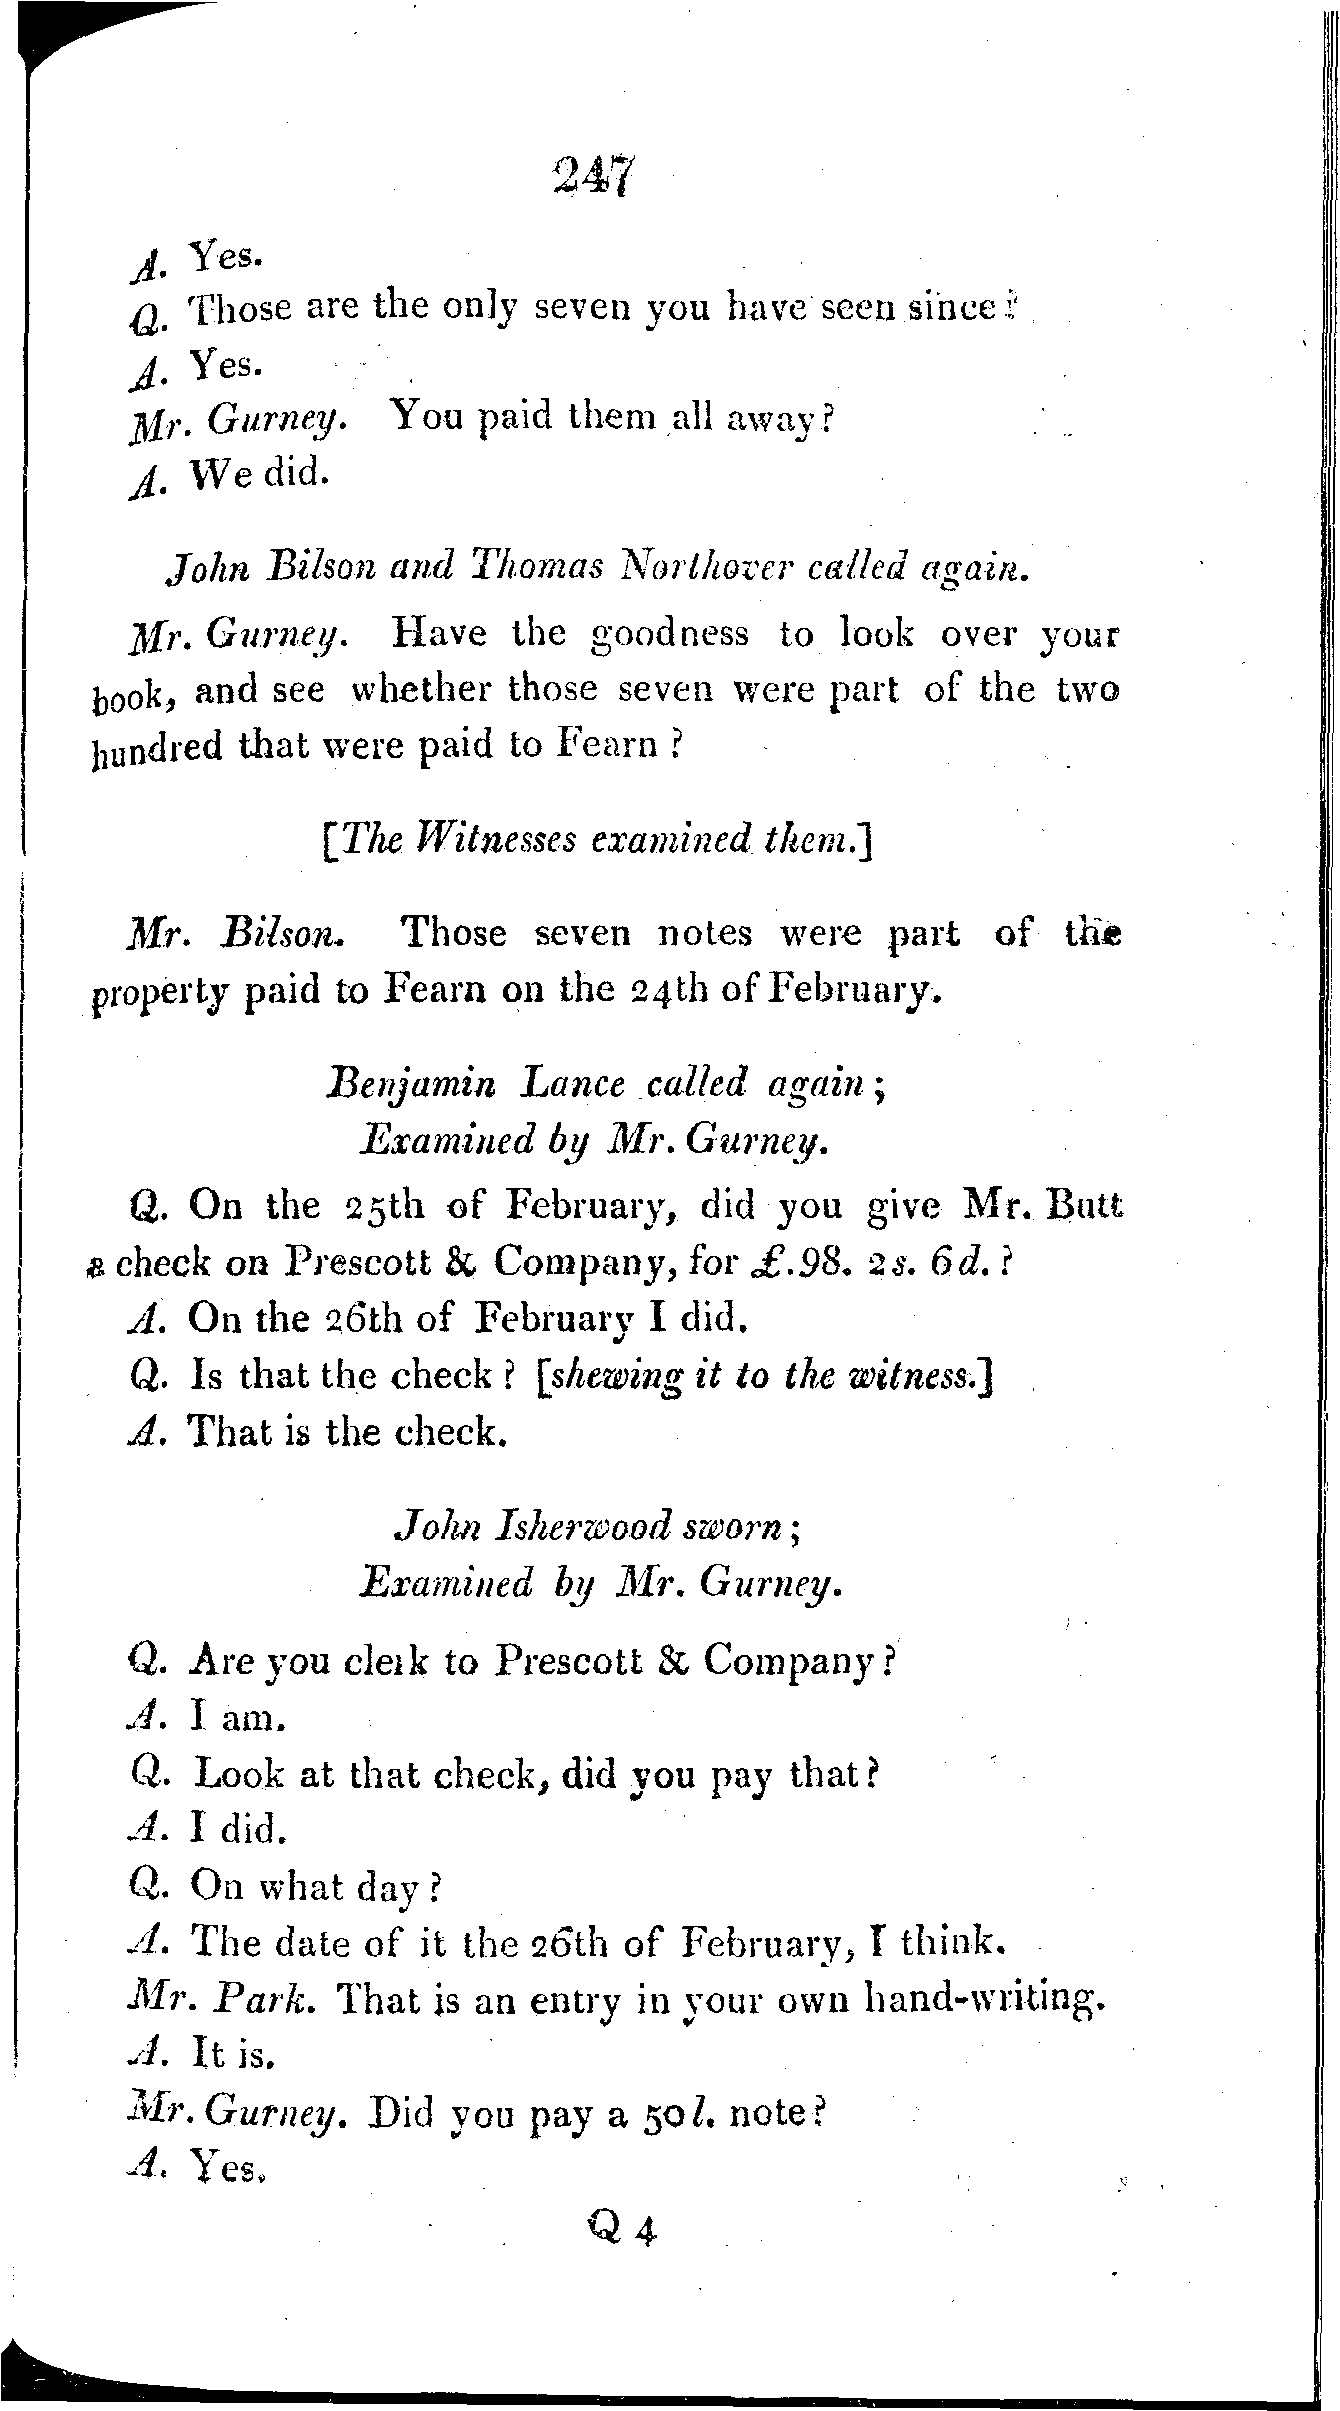 247
A. Yes.
Q. Those are the only seven you have seen since?
A. Yes.
Mr. Gurney. You paid them all away?
A. We did.
John Bilson and Thomas Northover called again.
Mr. Gurney. Have the goodness to look over your
book, and see whether those seven were part of the two
hundred that were paid to Fearn ?
[The Witnesses examined them.]
Mr. Bilson. Those seven notes were part of the
property paid to Fearn on the 24th of February.
Benjamin Lance called again ;
Examined by Mr. Gurney.
Q. On the 25th of February, did you give Mr. Butt
a check on Prescott & Company, for £.98. 2s. 6d. ?
A. On the 26th of February I did.
Q. Is that the check ? [shewing it to the witness.]
A. That is the check.
John Isherwood sworn ;
Examined by Mr. Gurney.
Q. Are you clerk to Prescott & Company ?
A. I am.
Q. Look at that check, did you pay that ?
A. I did.
Q. On what day ?
A. The date of it the 26th of February, I think.
Mr. Park. That is an entry in your own hand-writing.
A. It is.
Mr. Gurney. Did you pay a 50l. note ?
A. Yes.
Q 4